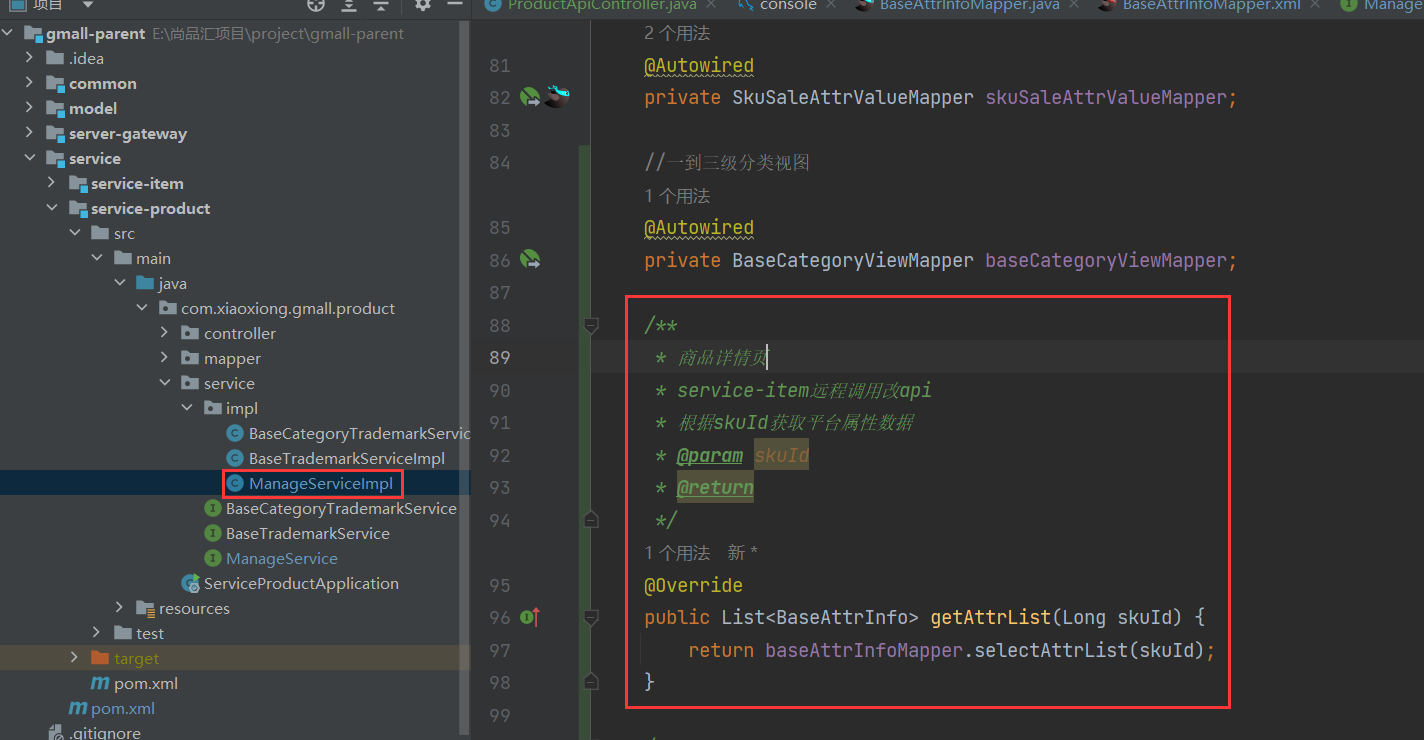 项目
gmall-parent E:\尚品汇项目\project\gmall-parent
.idea
common
model
server-gateway
service
service-item
service-product
src
main
java
com.xiaoxiong.gmall.product
controller
mapper
service
impl
BaseCategoryTrademarkServic
BaseTrademarkServiceImpl
ManageServiceImpl
BaseCategoryTrademarkService
BaseTrademarkService
ManageService
ServiceProductApplication
resources
test
target
pom.xml
pom.xml
.gitignore
ProductApiController.java console BaseAttrInfoMapper.java BaseAttrInfoMapper.xml Manage
2 个用法
81 @Autowired
82 private SkuSaleAttrValueMapper skuSaleAttrValueMapper;
83
84 //一到三级分类视图
1 个用法
85 @Autowired
86 private BaseCategoryViewMapper baseCategoryViewMapper;
87
88 /**
89 * 商品详情页
90 * service-item远程调用改api
91 * 根据skuId获取平台属性数据
92 * @param skuId
93 * @return
94 */
1 个用法 新 *
95 @Override
96 public List<BaseAttrInfo> getAttrList(Long skuId) {
97 return baseAttrInfoMapper.selectAttrList(skuId);
98 }
99